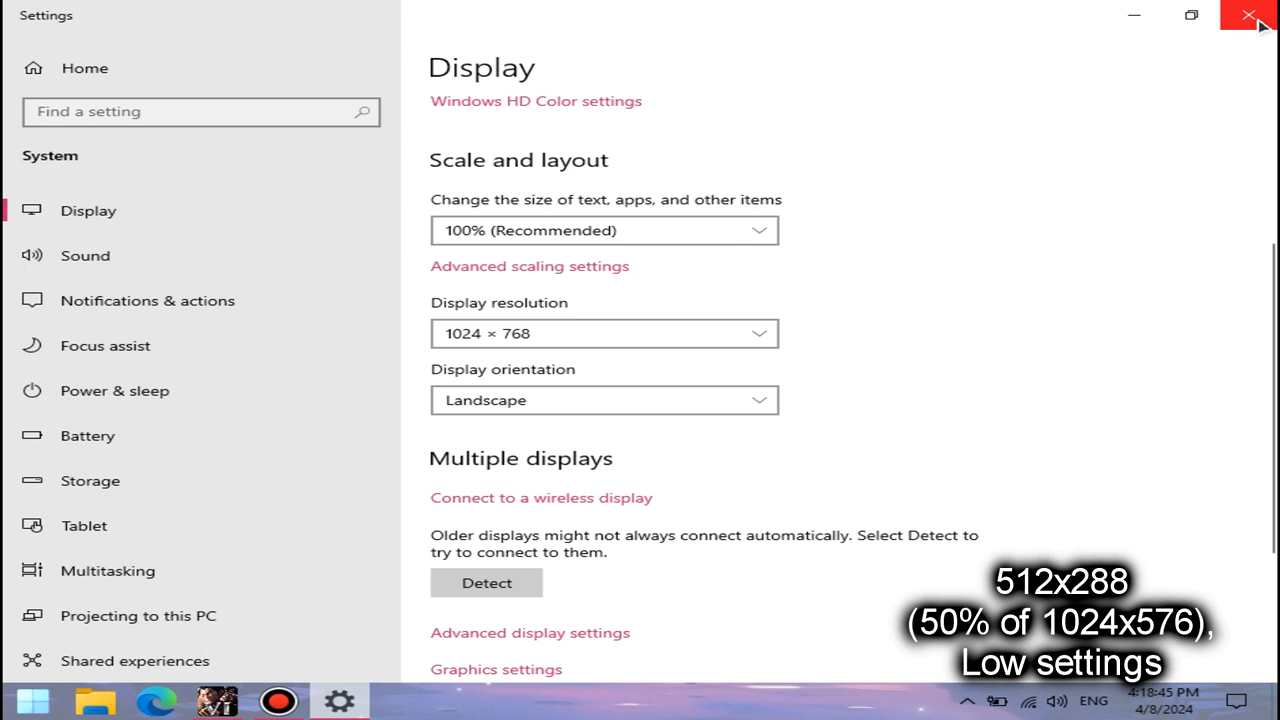 Settings
Home
Find a setting
System
Display
Sound
Notifications & actions
Focus assist
Power & sleep
Battery
Storage
Tablet
Multitasking
Projecting to this PC
Shared experiences
Display
Windows HD Color settings
Scale and layout
Change the size of text, apps, and other items
100% (Recommended)
Advanced scaling settings
Display resolution
1024 × 768
Display orientation
Landscape
Multiple displays
Connect to a wireless display
Older displays might not always connect automatically. Select Detect to
try to connect to them.
Detect
Advanced display settings
Graphics settings
512x288
(50% of 1024x576),
Low settings
ENG
4:18:45 PM
4/8/2024